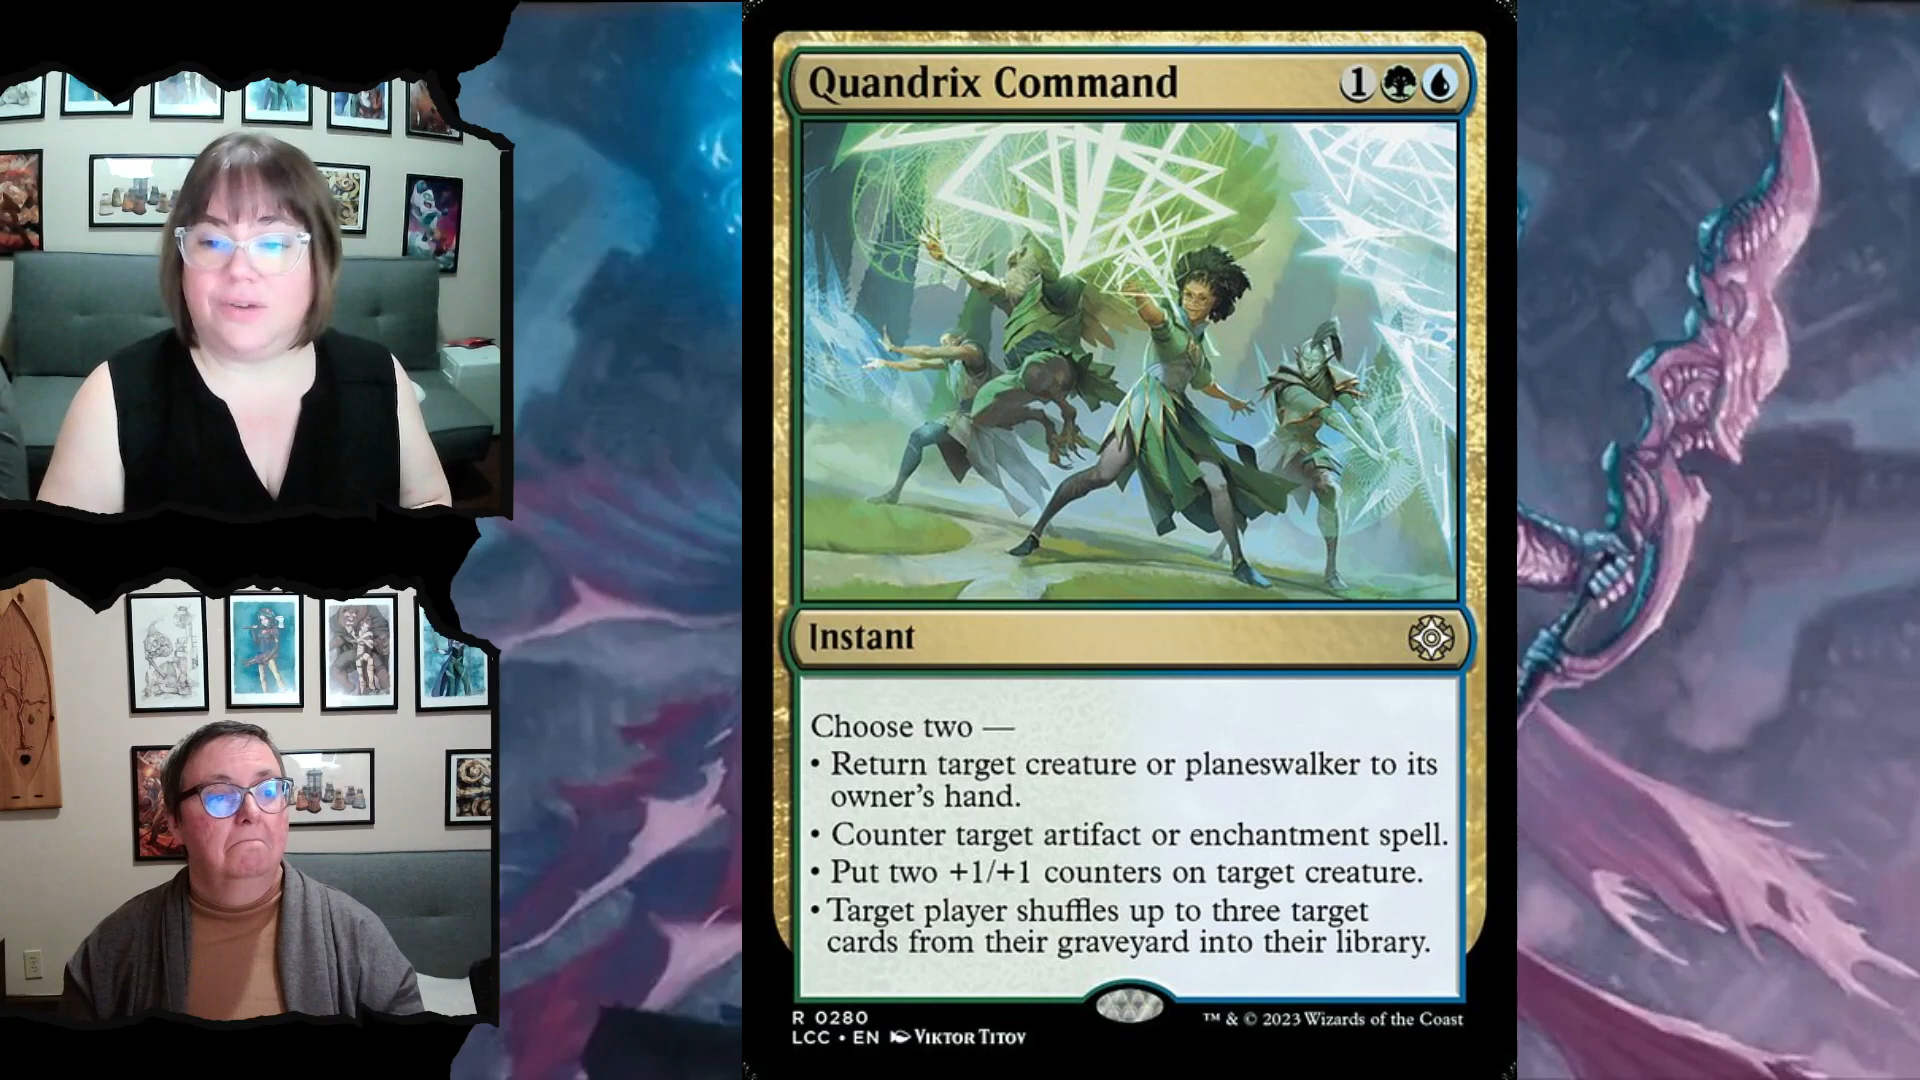 Quandrix Command 1
Instant
Choose two —
• Return target creature or planeswalker to its
owner's hand.
• Counter target artifact or enchantment spell.
• Put two +1/+1 counters on target creature.
• Target player shuffles up to three target
cards from their graveyard into their library.
R 0280
LCC • EN VIKTOR TITOV
™ & © 2023 Wizards of the Coast